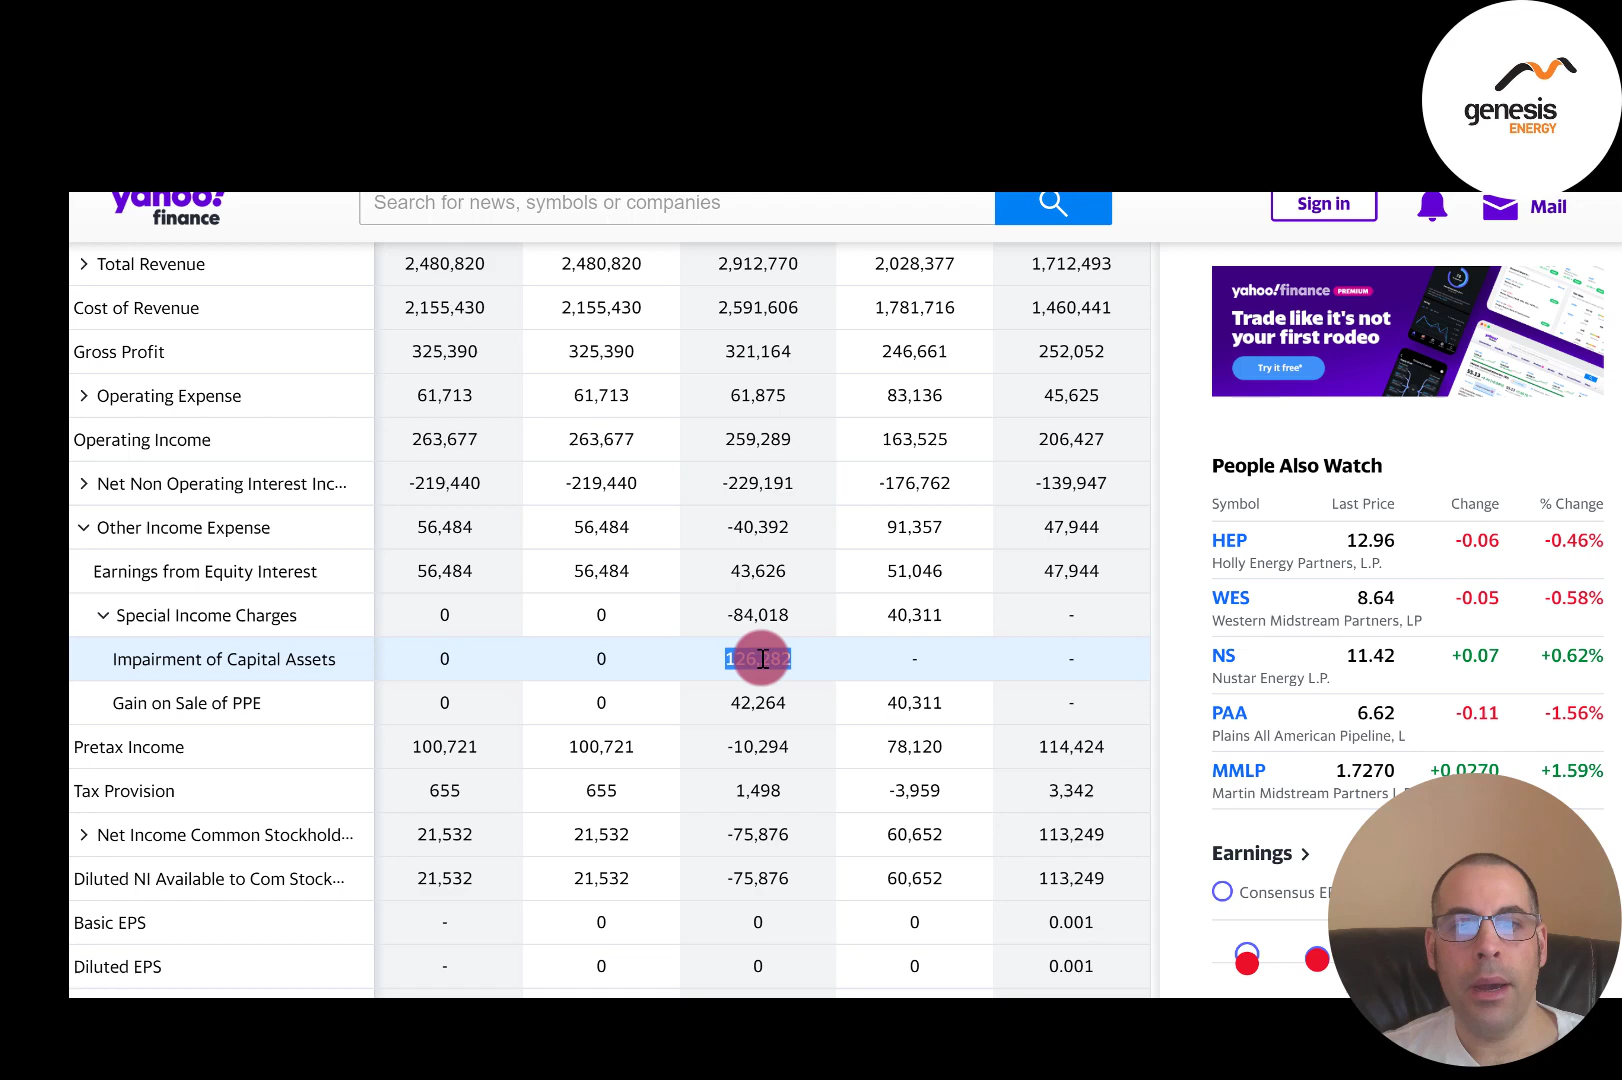 genesis
ENERGY
yahoo!
finance
Search for news, symbols or companies
Sign in
Mail
Total Revenue 2,480,820 2,480,820 2,912,770 2,028,377 1,712,493
Cost of Revenue 2,155,430 2,155,430 2,591,606 1,781,716 1,460,441
Gross Profit 325,390 325,390 321,164 246,661 252,052
Operating Expense 61,713 61,713 61,875 83,136 45,625
Operating Income 263,677 263,677 259,289 163,525 206,427
Net Non Operating Interest Inc... -219,440 -219,440 -229,191 -176,762 -139,947
Other Income Expense 56,484 56,484 -40,392 91,357 47,944
Earnings from Equity Interest 56,484 56,484 43,626 51,046 47,944
Special Income Charges 0 0 -84,018 40,311 -
Impairment of Capital Assets 0 0 126,282 - -
Gain on Sale of PPE 0 0 42,264 40,311 -
Pretax Income 100,721 100,721 -10,294 78,120 114,424
Tax Provision 655 655 1,498 -3,959 3,342
Net Income Common Stockhold... 21,532 21,532 -75,876 60,652 113,249
Diluted NI Available to Com Stock... 21,532 21,532 -75,876 60,652 113,249
Basic EPS - 0 0 0 0.001
Diluted EPS - 0 0 0 0.001
yahoo!finance PREMIUM
Trade like it's not
your first rodeo
Try it free*
People Also Watch
Symbol Last Price Change % Change
HEP 12.96 -0.06 -0.46%
Holly Energy Partners, L.P.
WES 8.64 -0.05 -0.58%
Western Midstream Partners, LP
NS 11.42 +0.07 +0.62%
Nustar Energy L.P.
PAA 6.62 -0.11 -1.56%
Plains All American Pipeline, L
MMLP 1.7270 +0.0270 +1.59%
Martin Midstream Partners
Earnings
Consensus